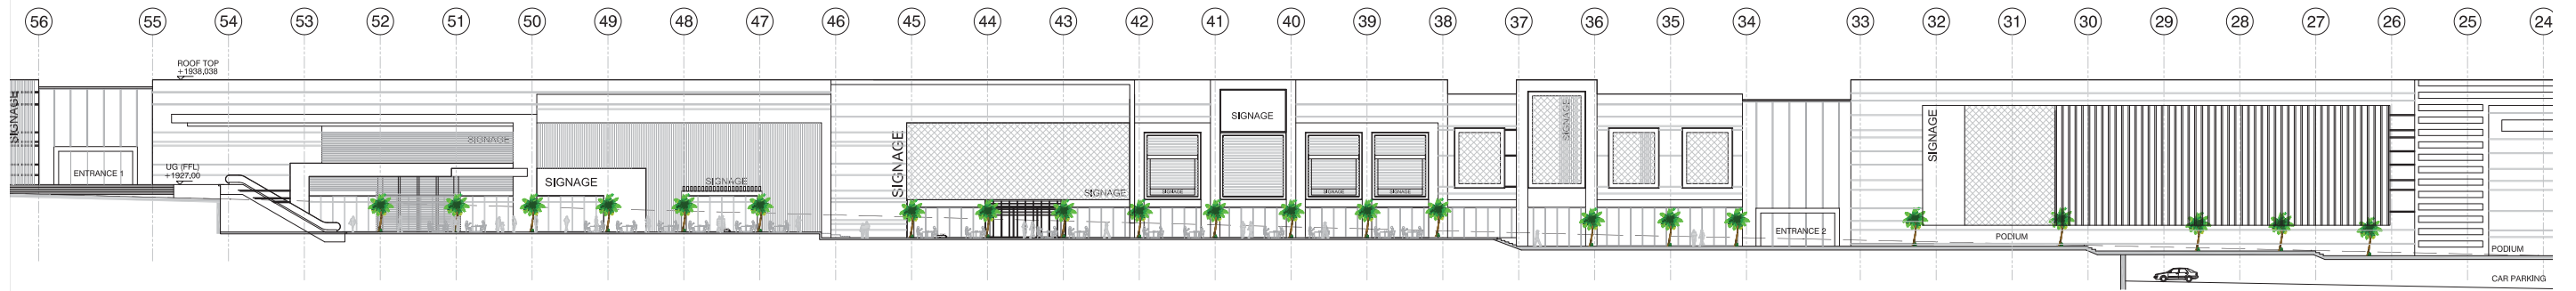 56 55 54 53 52 51 50 49 48 47 46 45 44 43 42 41 40 39 38 37 36 35 34 33 32 31 30 29 28 27 26 25 24
ROOF TOP
+1938,038
SIGNAGE
ENTRANCE 1
UG (FFL)
+1927,00
SIGNAGE
SIGNAGE
SIGNAGE
SIGNAGE
SIGNAGE
SIGNAGE
SIGNAGE
SIGNAGE
SIGNAGE
SIGNAGE
ENTRANCE 2
SIGNAGE
PODIUM
PODIUM
CAR PARKING
SIGNAGE